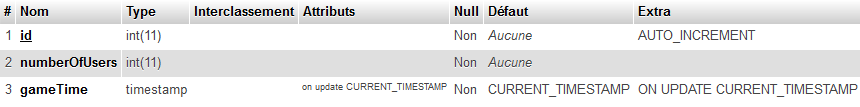 # Nom Type Interclassement Attributs Null Défaut Extra
1 id int(11) Non Aucune AUTO_INCREMENT
2 numberOfUsers int(11) Non Aucune
3 gameTime timestamp on update CURRENT_TIMESTAMP Non CURRENT_TIMESTAMP ON UPDATE CURRENT_TIMESTAMP